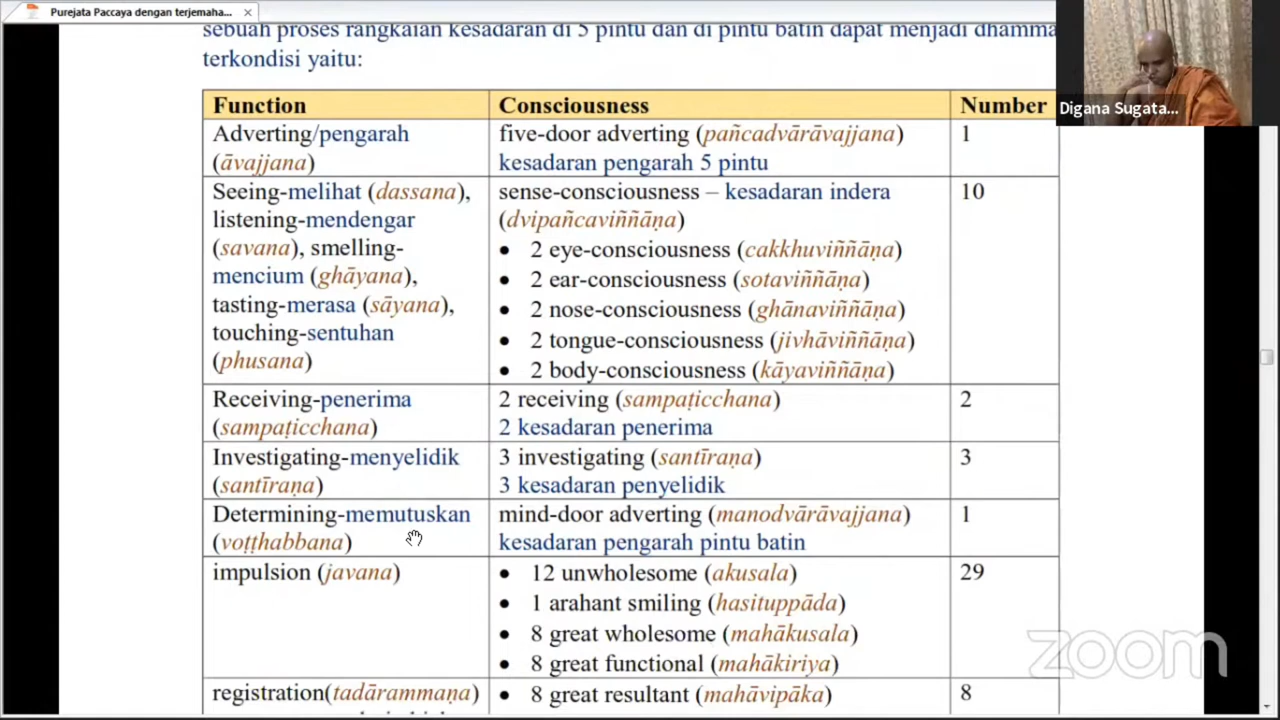 Purejata Paccaya dengan terjemaha...
sebuah proses rangkaian kesadaran di 5 pintu dan di pintu batin dapat menjadi dhamma
terkondisi yaitu:
Digana Sugata...
Function Consciousness Number
Adverting/pengarah five-door adverting (pañcadvārāvajjana) 1
(āvajjana) kesadaran pengarah 5 pintu
Seeing-melihat (dassana), sense-consciousness – kesadaran indera 10
listening-mendengar (dvipañcaviññāṇa)
(savana), smelling- • 2 eye-consciousness (cakkhuviññāṇa)
mencium (ghāyana), • 2 ear-consciousness (sotaviññāṇa)
tasting-merasa (sāyana), • 2 nose-consciousness (ghānaviññāṇa)
touching-sentuhan • 2 tongue-consciousness (jivhāviññāṇa)
(phusana) • 2 body-consciousness (kāyaviññāṇa)
Receiving-penerima 2 receiving (sampaṭicchana) 2
(sampaṭicchana) 2 kesadaran penerima
Investigating-menyelidik 3 investigating (santīraṇa) 3
(santīraṇa) 3 kesadaran penyelidik
Determining-memutuskan mind-door adverting (manodvārāvajjana) 1
(voṭṭhabbana) kesadaran pengarah pintu batin
impulsion (javana) • 12 unwholesome (akusala) 29
• 1 arahant smiling (hasituppāda)
• 8 great wholesome (mahākusala)
• 8 great functional (mahākiriya)
registration(tadārammaṇa) • 8 great resultant (mahāvipāka) 8
zoom